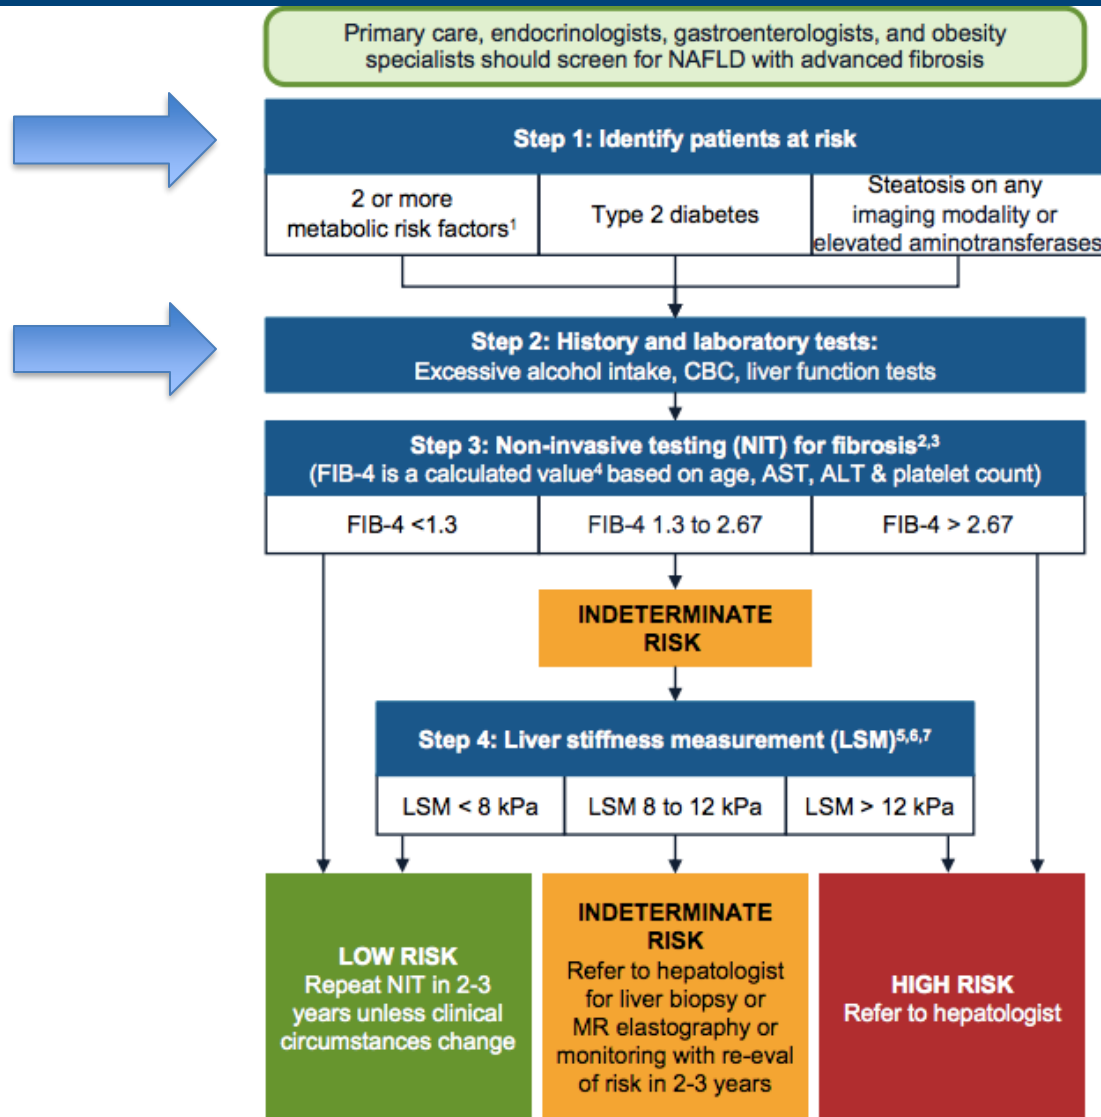 Primary care, endocrinologists, gastroenterologists, and obesity
specialists should screen for NAFLD with advanced fibrosis
Step 1: Identify patients at risk
2 or more
metabolic risk factors¹
Type 2 diabetes
Steatosis on any
imaging modality or
elevated aminotransferases
Step 2: History and laboratory tests:
Excessive alcohol intake, CBC, liver function tests
Step 3: Non-invasive testing (NIT) for fibrosis²,³
(FIB-4 is a calculated value⁴ based on age, AST, ALT & platelet count)
FIB-4 <1.3
FIB-4 1.3 to 2.67
FIB-4 > 2.67
INDETERMINATE
RISK
Step 4: Liver stiffness measurement (LSM)⁵,⁶,⁷
LSM < 8 kPa
LSM 8 to 12 kPa
LSM > 12 kPa
LOW RISK
Repeat NIT in 2-3
years unless clinical
circumstances change
INDETERMINATE
RISK
Refer to hepatologist
for liver biopsy or
MR elastography or
monitoring with re-eval
of risk in 2-3 years
HIGH RISK
Refer to hepatologist